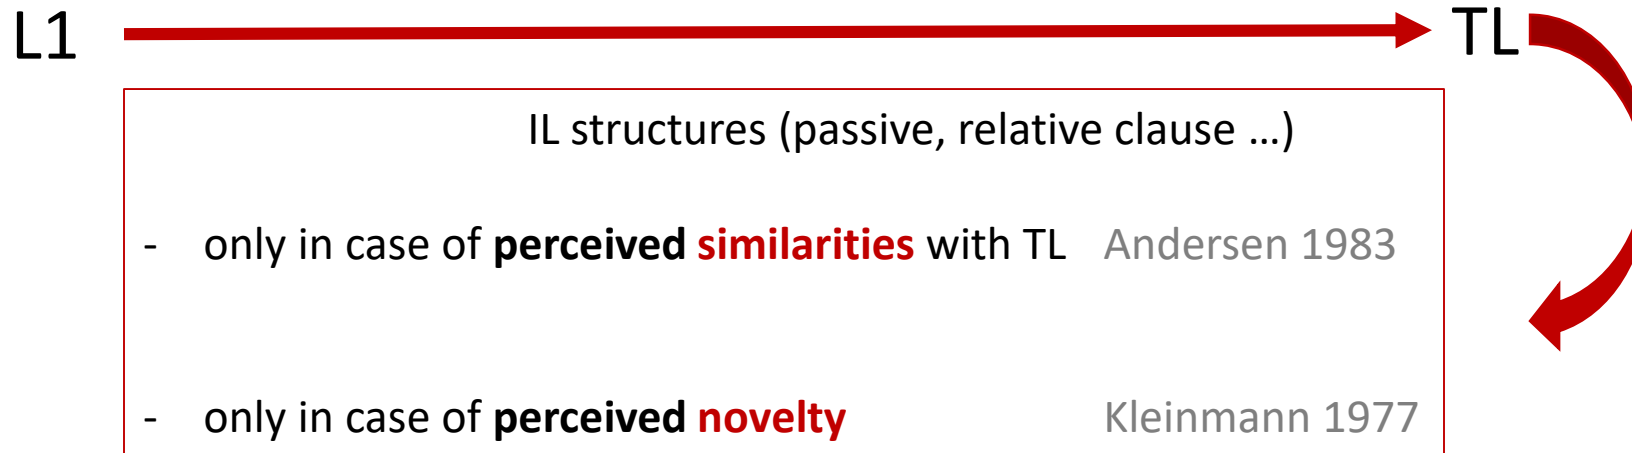 L1 TL
IL structures (passive, relative clause …)
- only in case of perceived similarities with TL Andersen 1983
- only in case of perceived novelty Kleinmann 1977